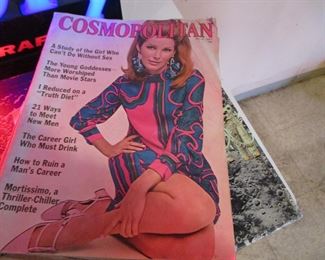 COSMOPOLITAN
A Study of the Girl Who
Can't Do Without Sex
The Young Goddesses—
More Worshiped
Than Movie Stars
I Reduced on a
"Truth Diet"
21 Ways to
Meet
New Men
The Career Girl
Who Must Drink
How to Ruin a
Man's Career
Mortissimo, a
Thriller-Chiller
Complete